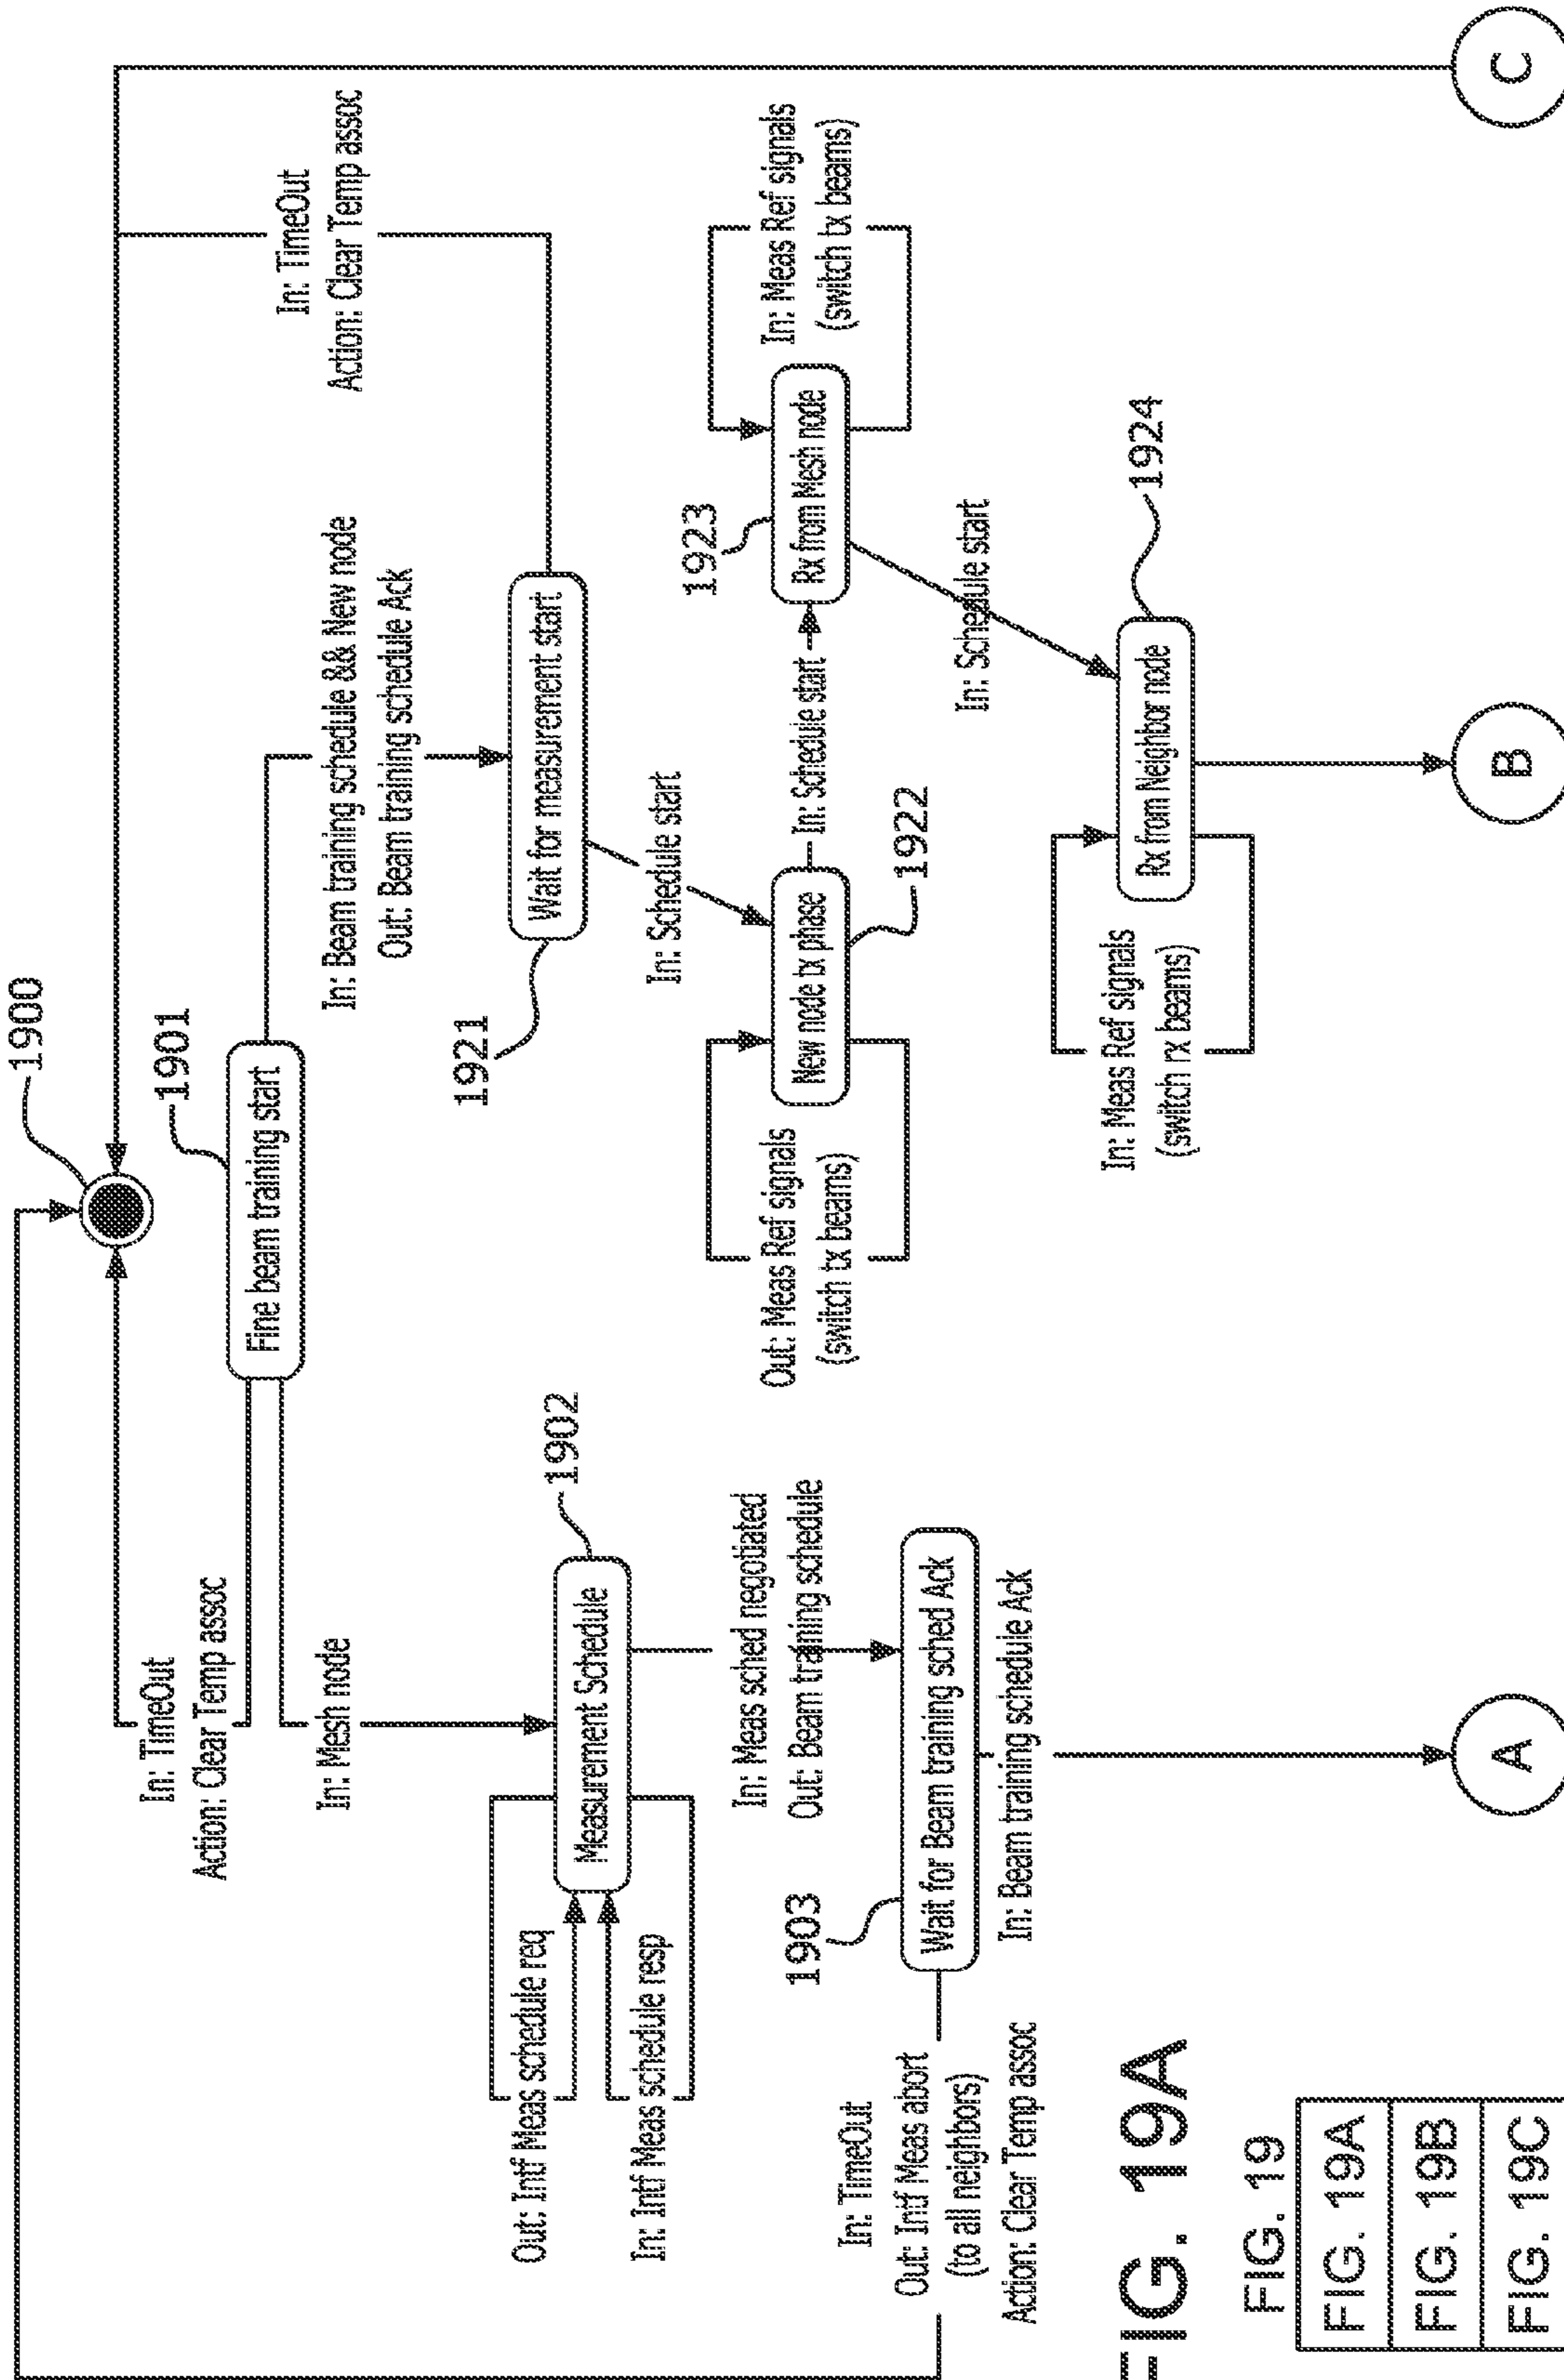 1900
1901
Fine beam training start
In: TimeOut
Action: Clear Temp assoc
In: Mesh node
1902
Measurement Schedule
Out: Intf Meas schedule req
In: Intf Meas schedule resp
In: Meas sched negotiated
Out: Beam training schedule
1903
Wait for Beam training sched Ack
In: TimeOut
Out: Intf Meas abort
(to all neighbors)
Action: Clear Temp assoc
In: Beam training schedule Ack
A
In: Beam training schedule && New node
Out: Beam training schedule Ack
In: TimeOut
Action: Clear Temp assoc
1921
Wait for measurement start
In: Schedule start
New node tx phase
1922
Out: Meas Ref signals
(switch tx beams)
In: Schedule start
1923
Rx from Mesh node
In: Meas Ref signals
(switch tx beams)
In: Schedule start
1924
Rx from Neighbor node
In: Meas Ref signals
(switch rx beams)
B
C
FIG. 19A
FIG. 19
FIG. 19A
FIG. 19B
FIG. 19C